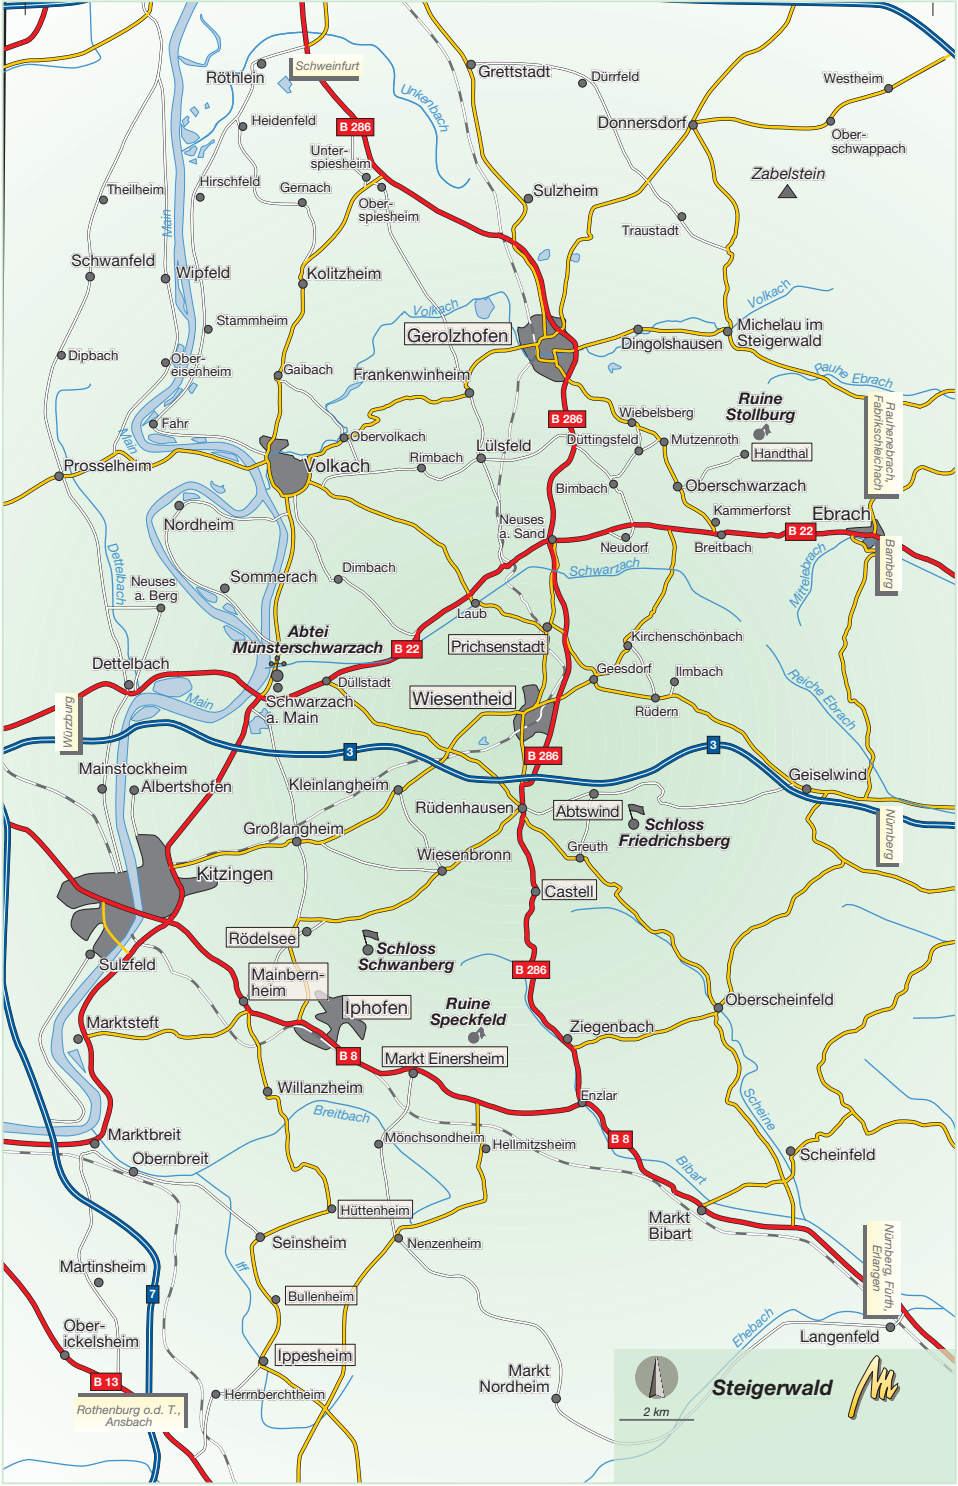 Röthlein
Schweinfurt
Grettstadt
Dürrfeld
Westheim
Unkenbach
Heidenfeld
B 286
Donnersdorf
Ober-
schwappach
Unter-
spiesheim
Zabelstein
Theilheim
Hirschfeld
Gernach
Ober-
spiesheim
Sulzheim
Main
Traustadt
Schwanfeld
Wipfeld
Kolitzheim
Volkach
Volkach
Stammheim
Gerolzhofen
Dingolshausen
Michelau im
Steigerwald
Dipbach
Ober-
eisenheim
Gaibach
Frankenwinheim
rauhe Ebrach
Ruine
Stollburg
Rauhenebrach,
Fabrikschleichach
Fahr
Main
B 286
Wiebelsberg
Obervolkach
Düttingsfeld
Mutzenroth
Lülsfeld
Handthal
Prosselheim
Volkach
Rimbach
Bimbach
Oberschwarzach
Nordheim
Neuses
a. Sand
Kammerforst
Ebrach
B 22
Neudorf
Breitbach
Bamberg
Dettelbach
Mittelebrach
Neuses
a. Berg
Sommerach
Dimbach
Schwarzach
Laub
Abtei
Münsterschwarzach
B 22
Prichsenstadt
Kirchenschönbach
Dettelbach
Düllstadt
Geesdorf
Ilmbach
Reiche Ebrach
Wiesentheid
Rüdern
Main
Schwarzach
a. Main
Würzburg
3
B 286
3
Mainstockheim
Albertshofen
Kleinlangheim
Geiselwind
Rüdenhausen
Abtswind
Schloss
Friedrichsberg
Nürnberg
Großlangheim
Greuth
Wiesenbronn
Kitzingen
Castell
Rödelsee
Schloss
Schwanberg
Sulzfeld
B 286
Mainbern-
heim
Iphofen
Ruine
Speckfeld
Oberscheinfeld
Marktsteft
Ziegenbach
B 8
Markt Einersheim
Willanzheim
Enzlar
Scheine
Breitbach
Marktbreit
Mönchsondheim
Hellmitzsheim
B 8
Obernbreit
Scheinfeld
Bibart
Hüttenheim
Markt
Bibart
Seinsheim
Nenzenheim
Nürnberg, Fürth,
Erlangen
Martinsheim
Iff
7
Bullenheim
Ober-
ickelsheim
Ehebach
Langenfeld
Ippesheim
B 13
Markt
Nordheim
Herrnberchtheim
Rothenburg o.d. T.,
Ansbach
Steigerwald
2 km